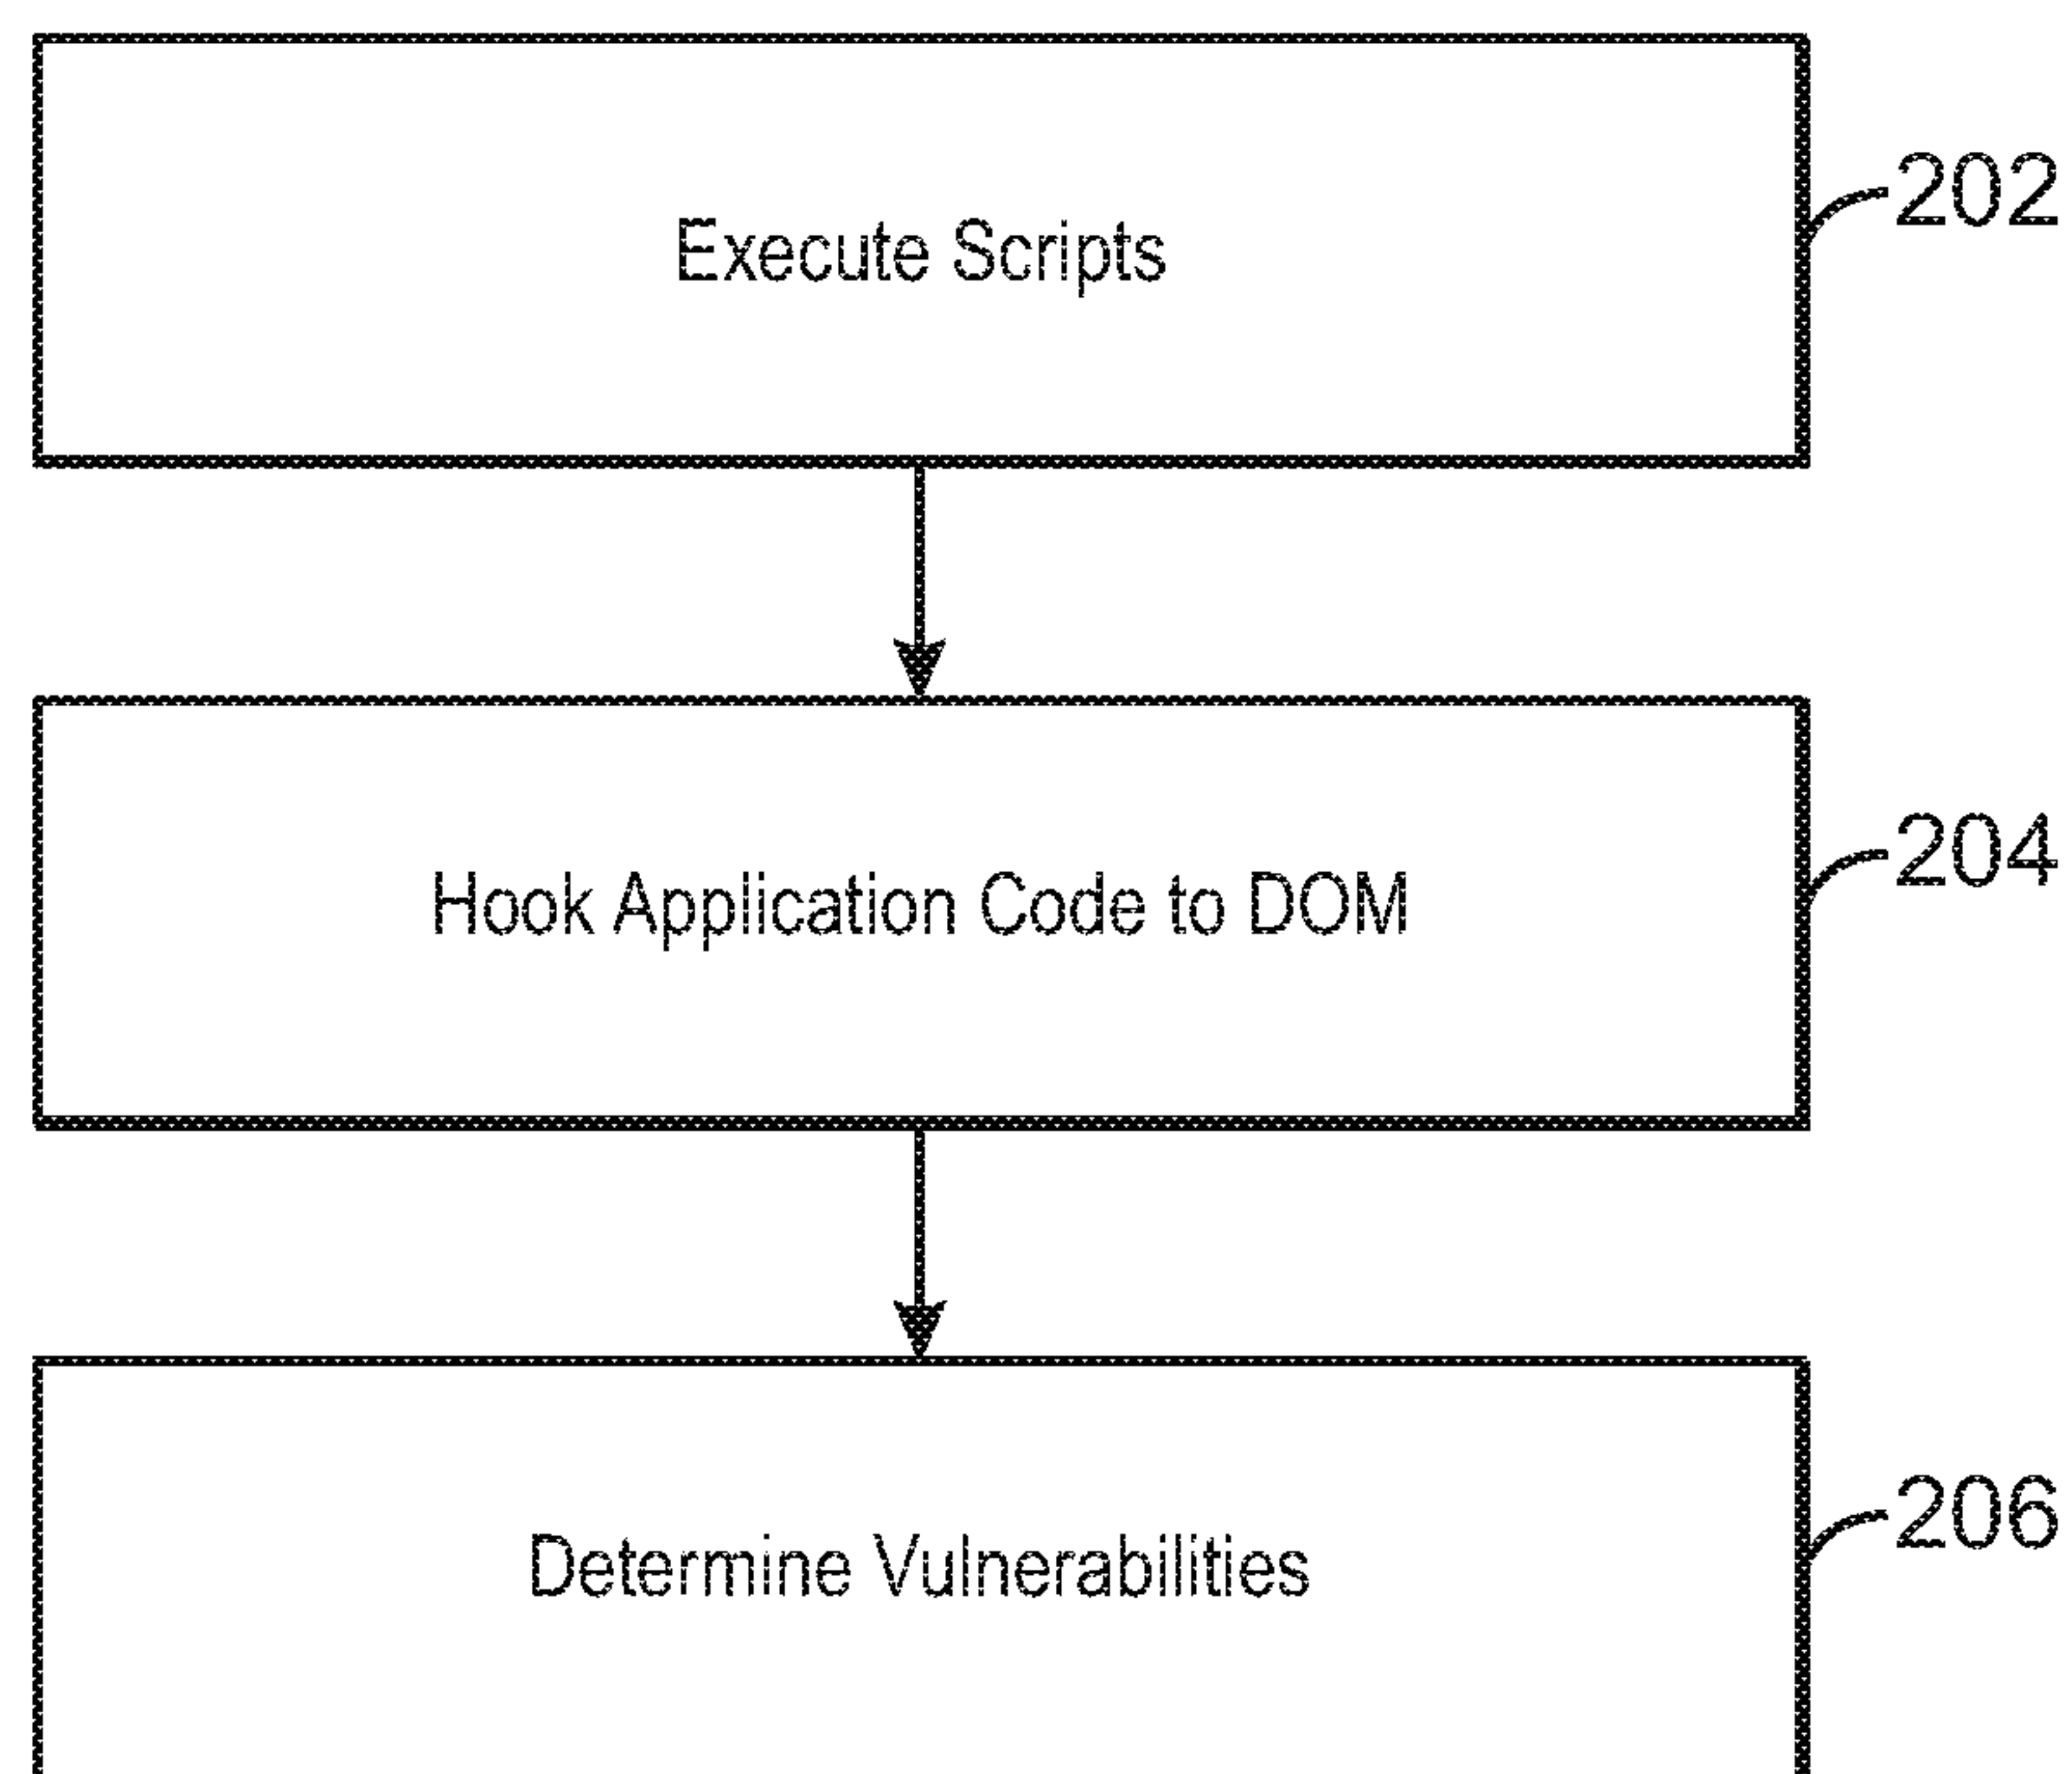 Execute Scripts
202
Hook Application Code to DOM
204
Determine Vulnerabilities
206